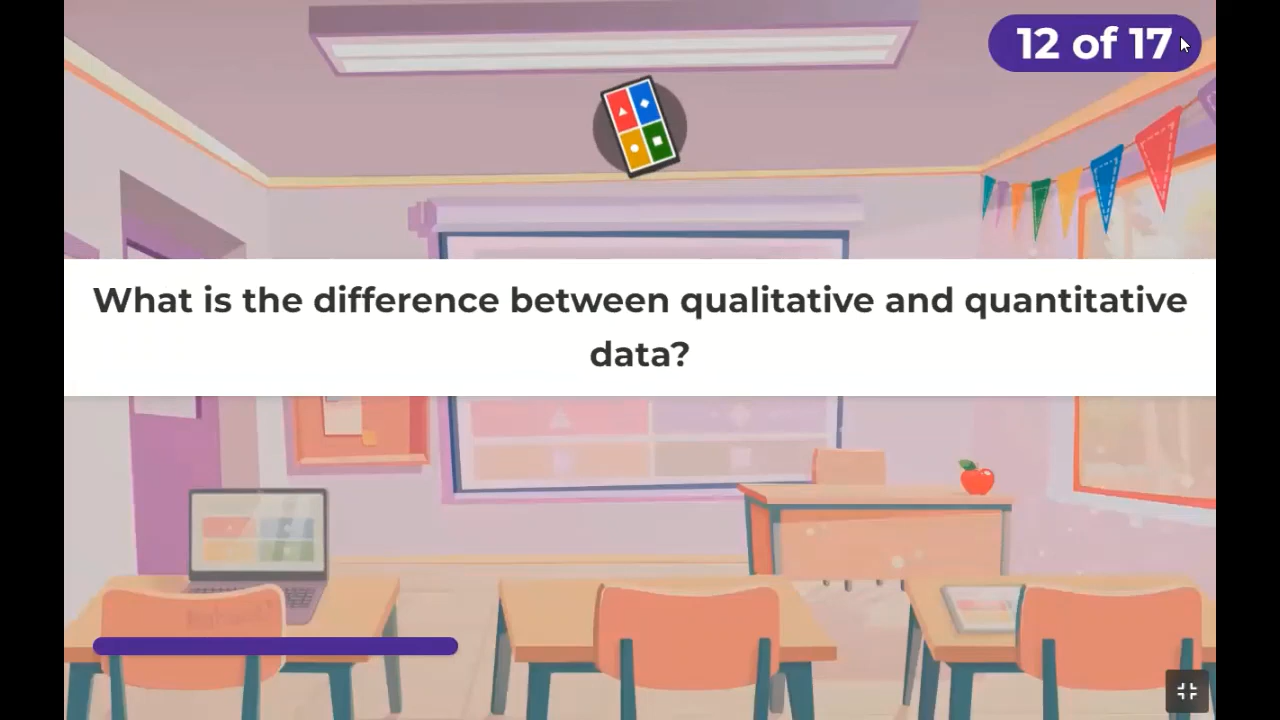 12 of 17
What is the difference between qualitative and quantitative
data?